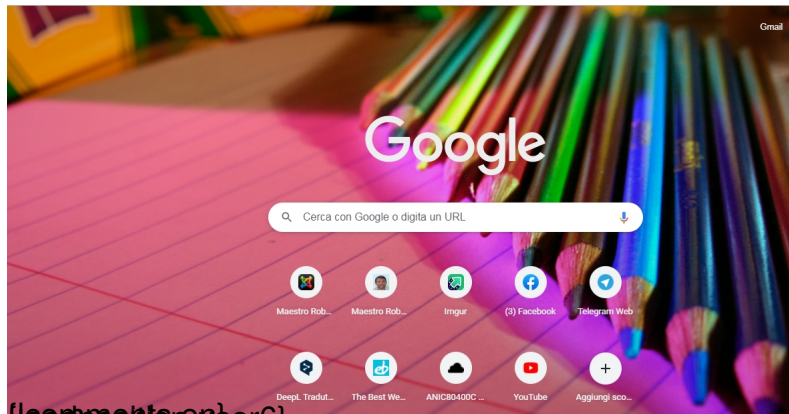 Gmail
Google
Cerca con Google o digita un URL
Maestro Rob...
Maestro Rob...
Imgur
(3) Facebook
Telegram Web
DeepL Tradut...
The Best We...
ANIC80400C ...
YouTube
Aggiungi sco...